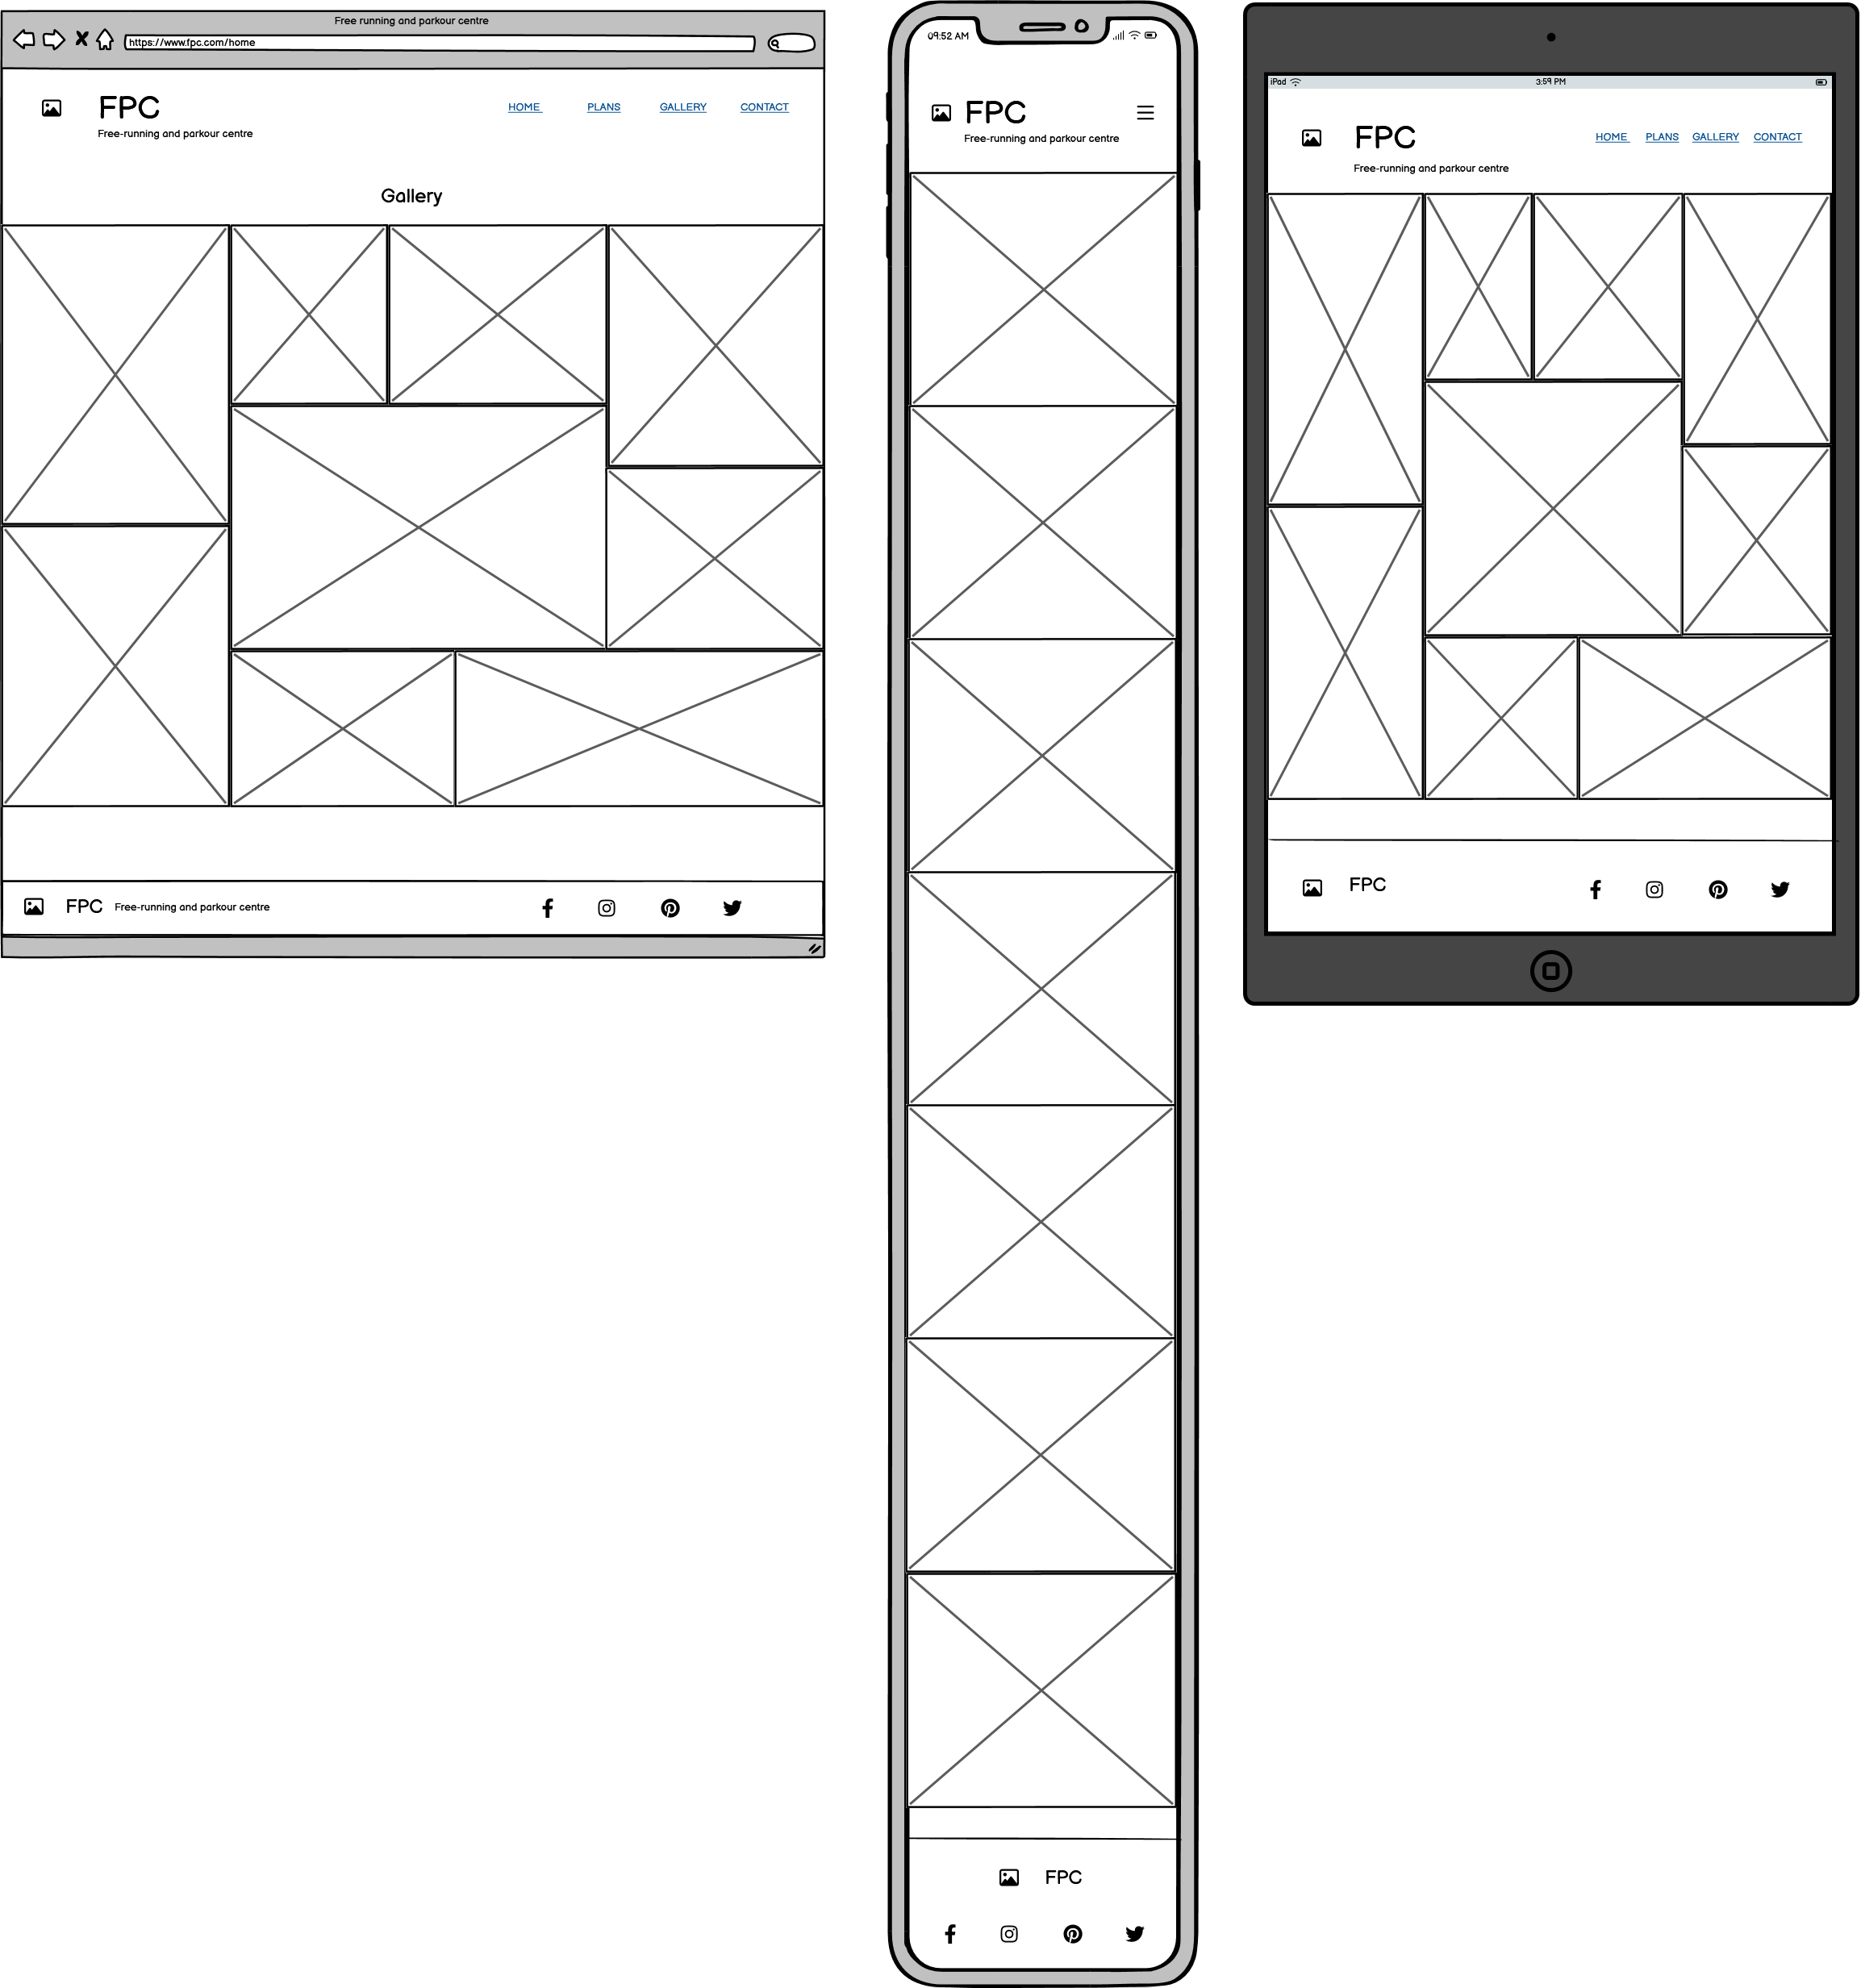 Free running and parkour centre
https://www.fpc.com/home
FPC
Free-running and parkour centre
HOME PLANS GALLERY CONTACT
Gallery
FPC Free-running and parkour centre
09:52 AM
FPC
Free-running and parkour centre
FPC
iPad 3:59 PM
FPC
Free-running and parkour centre
HOME PLANS GALLERY CONTACT
FPC